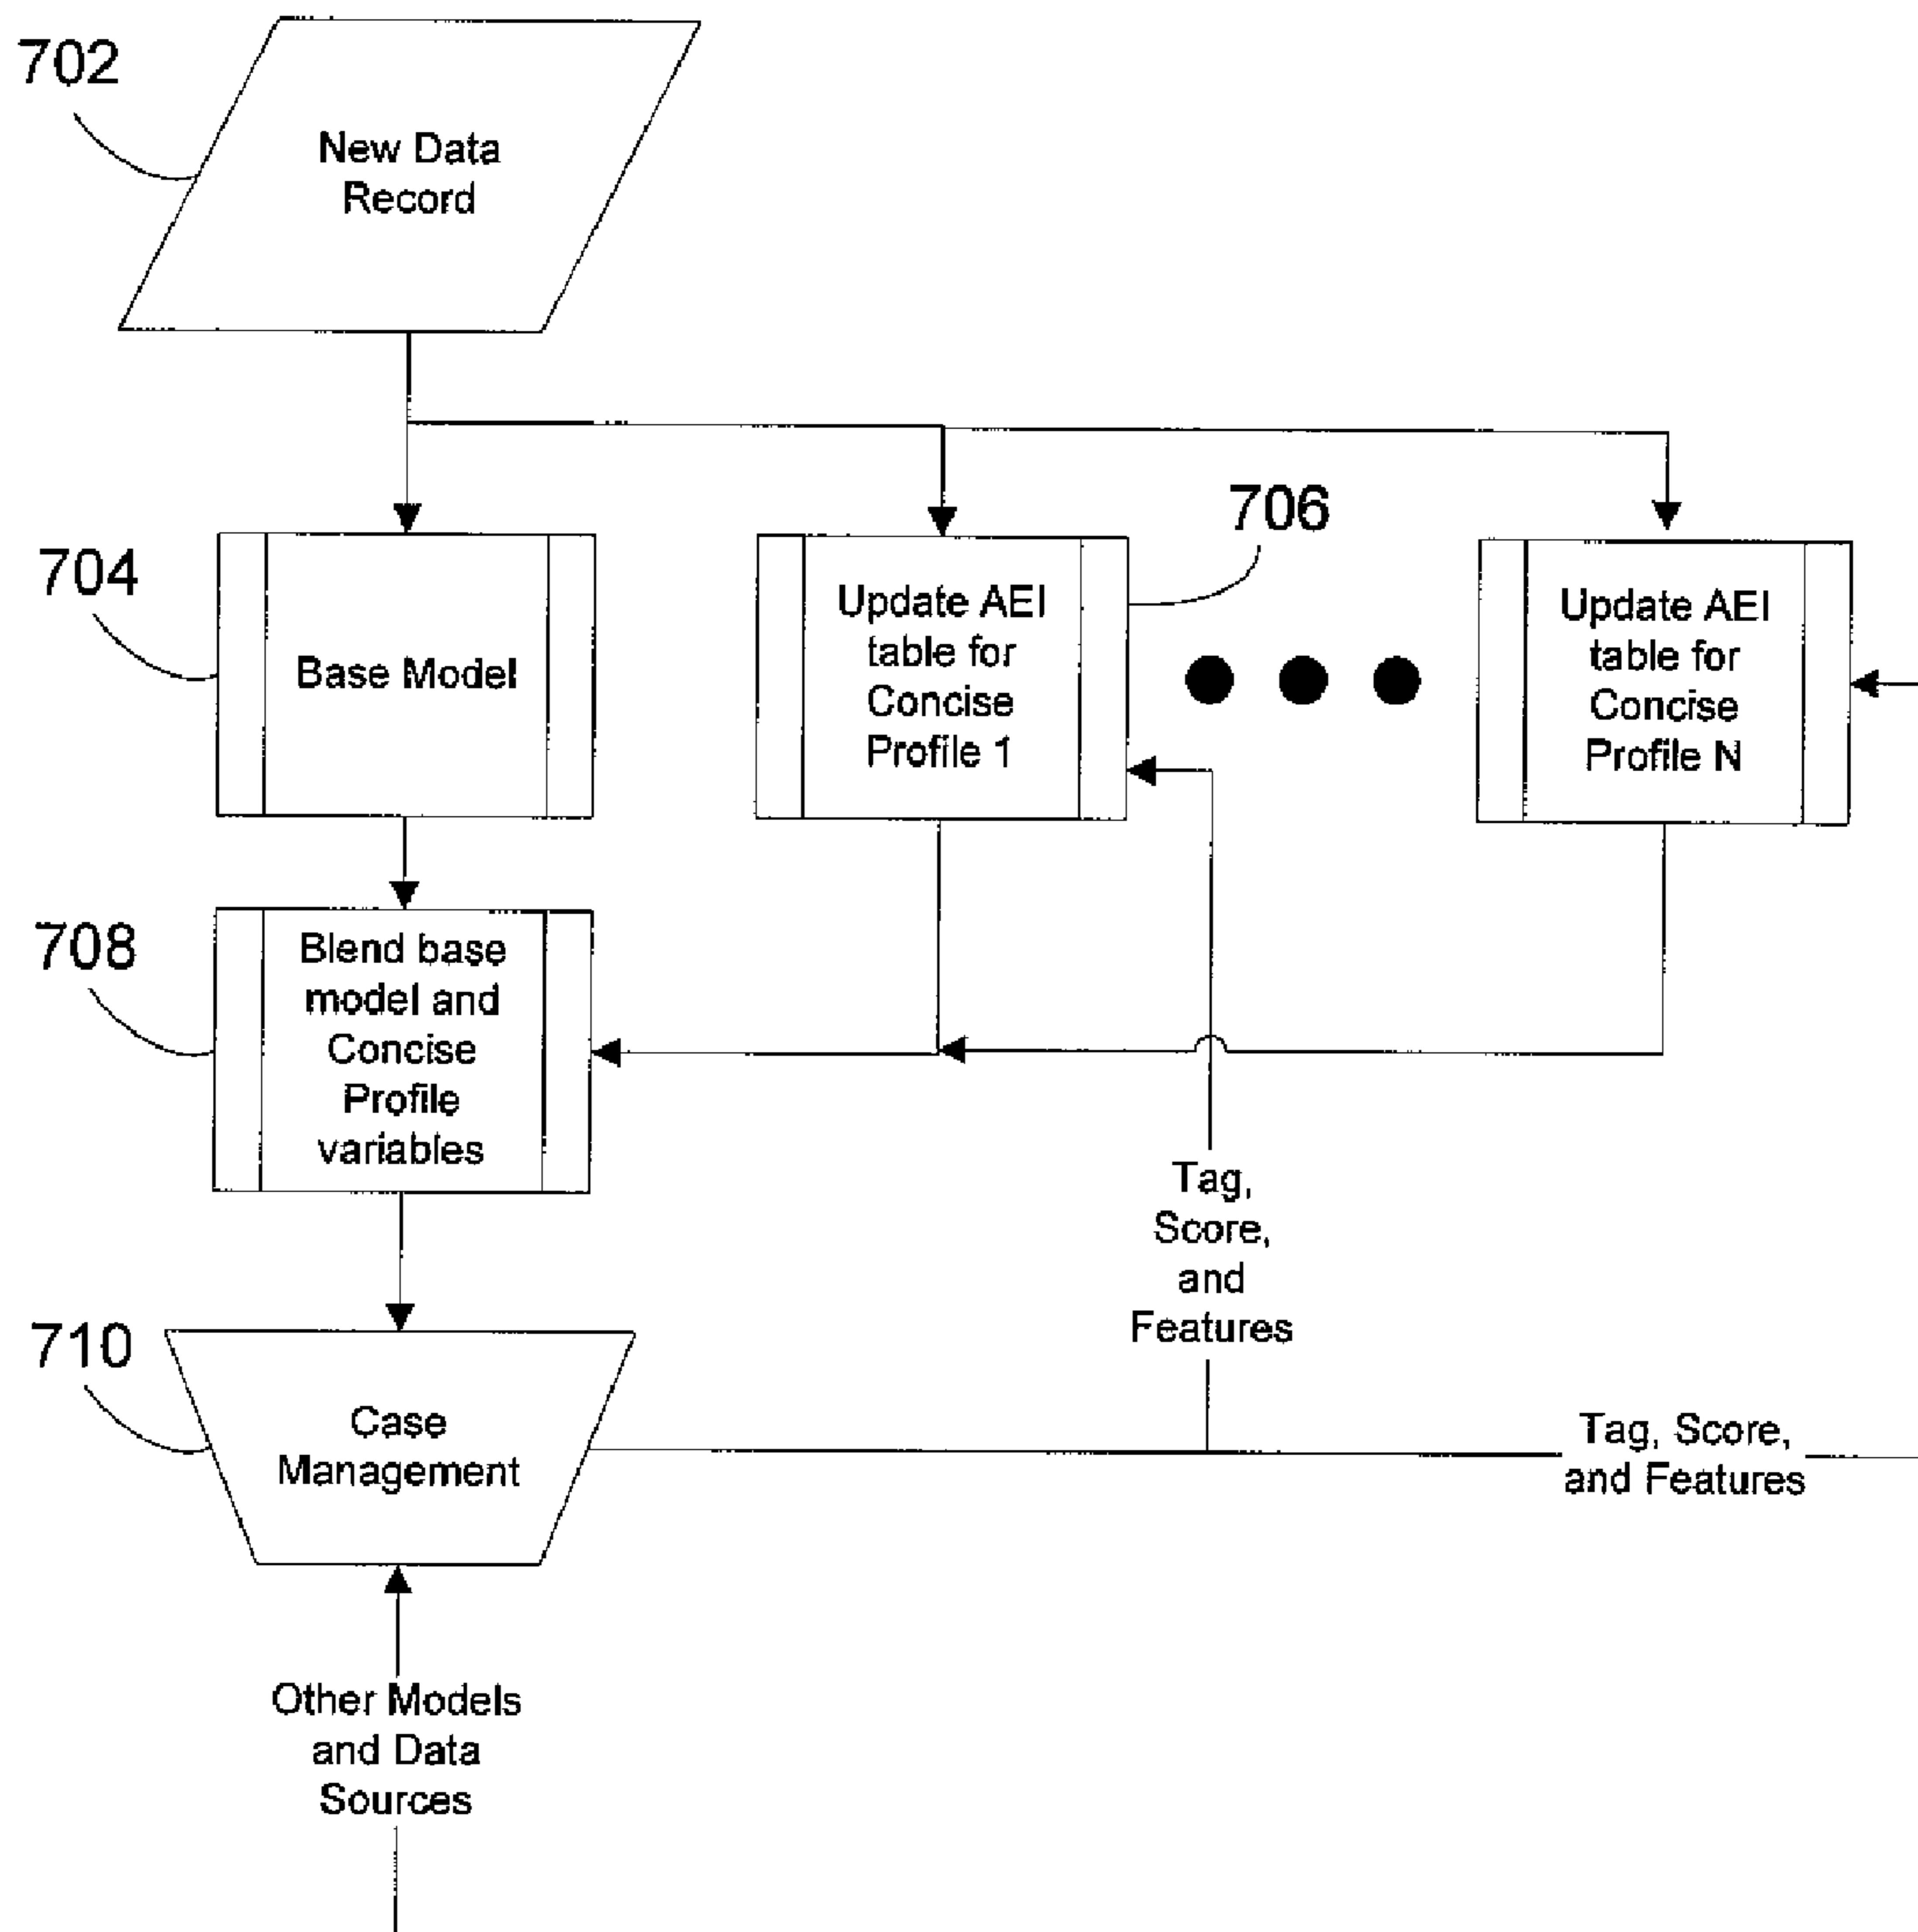 702
New Data
Record
706
704
Base Model
Update AEI
table for
Concise
Profile 1
Update AEI
table for
Concise
Profile N
708
Blend base
model and
Concise
Profile
variables
Tag,
Score,
and
Features
710
Case
Management
Tag, Score,
and Features
Other Models
and Data
Sources